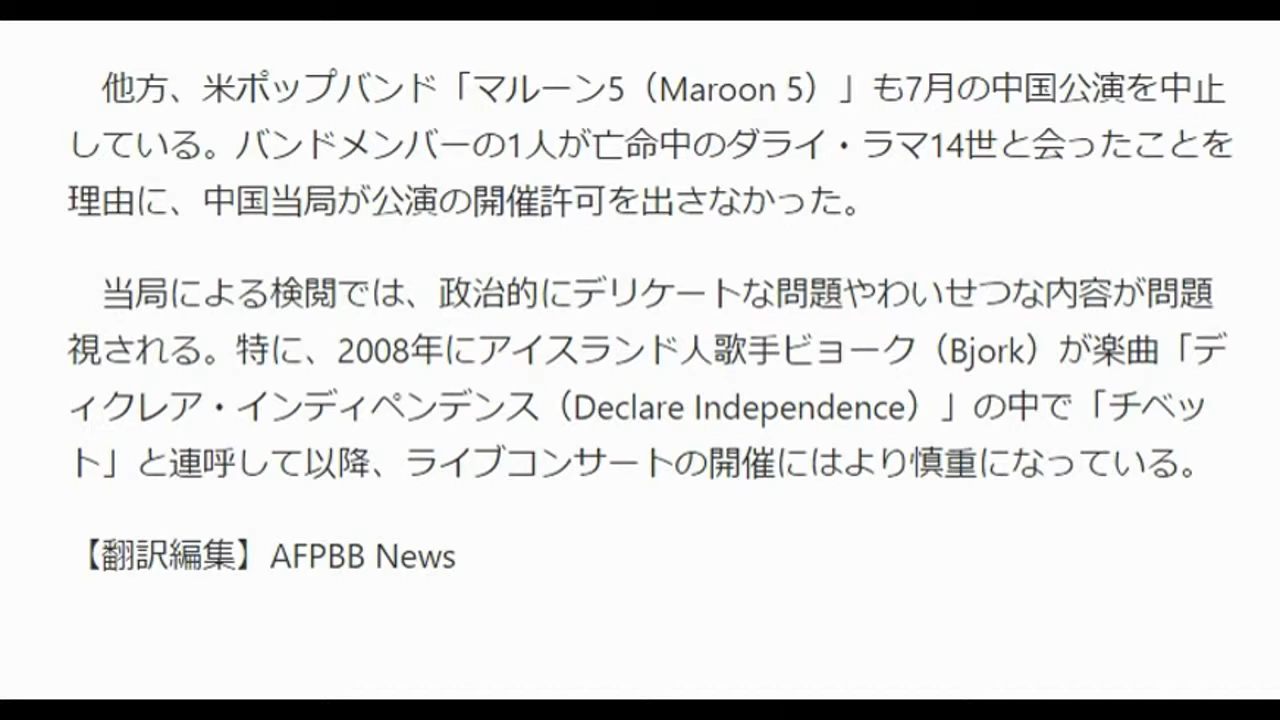 他方、米ポップバンド「マルーン5（Maroon 5）」も7月の中国公演を中止
している。バンドメンバーの1人が亡命中のダライ・ラマ14世と会ったことを
理由に、中国当局が公演の開催許可を出さなかった。
当局による検閲では、政治的にデリケートな問題やわいせつな内容が問題
視される。特に、2008年にアイスランド人歌手ビョーク（Bjork）が楽曲「デ
ィクレア・インディペンデンス（Declare Independence）」の中で「チベッ
ト」と連呼して以降、ライブコンサートの開催にはより慎重になっている。
【翻訳編集】AFPBB News